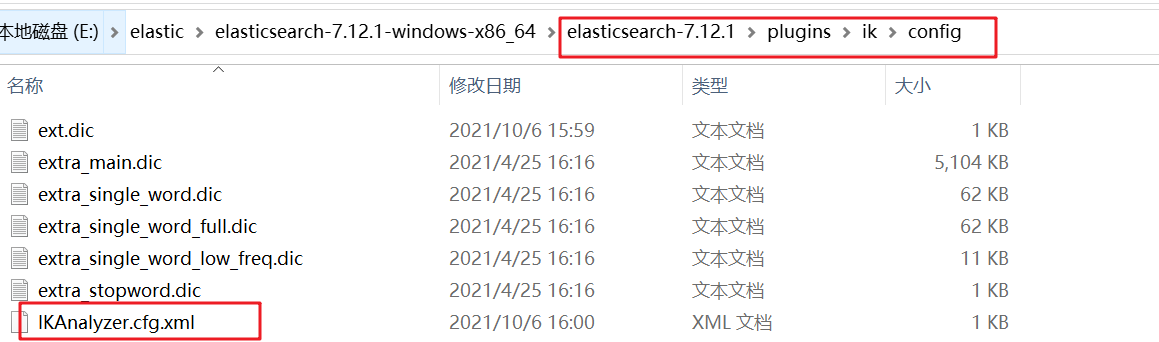 本地磁盘 (E:) > elastic > elasticsearch-7.12.1-windows-x86_64 > elasticsearch-7.12.1 > plugins > ik > config
名称 修改日期 类型 大小
ext.dic 2021/10/6 15:59 文本文档 1 KB
extra_main.dic 2021/4/25 16:16 文本文档 5,104 KB
extra_single_word.dic 2021/4/25 16:16 文本文档 62 KB
extra_single_word_full.dic 2021/4/25 16:16 文本文档 62 KB
extra_single_word_low_freq.dic 2021/4/25 16:16 文本文档 11 KB
extra_stopword.dic 2021/4/25 16:16 文本文档 1 KB
IKAnalyzer.cfg.xml 2021/10/6 16:00 XML 文档 1 KB